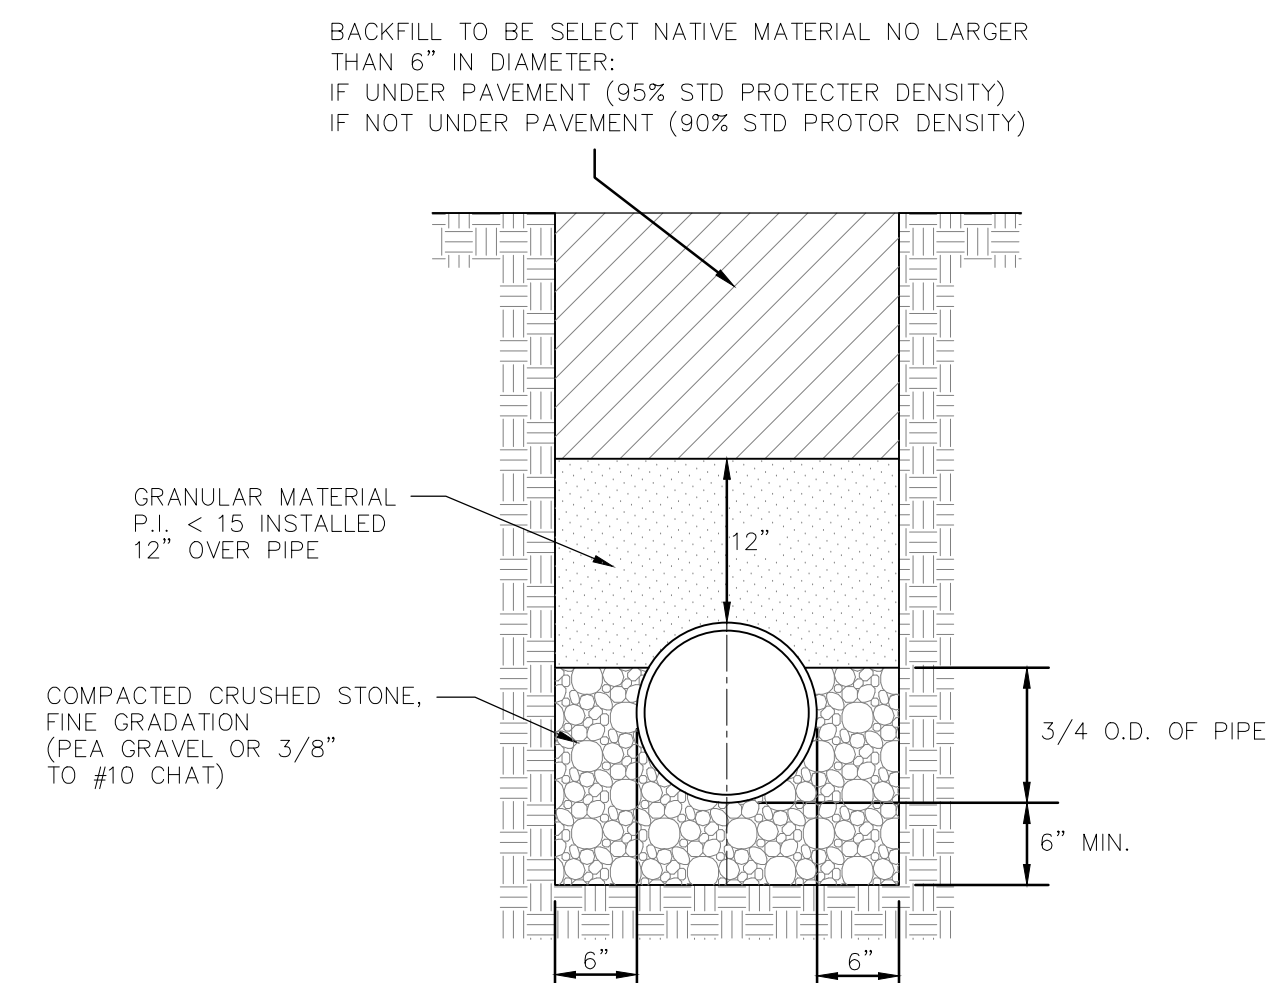 BACKFILL TO BE SELECT NATIVE MATERIAL NO LARGER
THAN 6" IN DIAMETER:
IF UNDER PAVEMENT (95% STD PROTECTER DENSITY)
IF NOT UNDER PAVEMENT (90% STD PROTOR DENSITY)
GRANULAR MATERIAL
P.I. < 15 INSTALLED
12" OVER PIPE
12"
COMPACTED CRUSHED STONE,
FINE GRADATION
(PEA GRAVEL OR 3/8"
TO #10 CHAT)
3/4 O.D. OF PIPE
6" MIN.
6"
6"